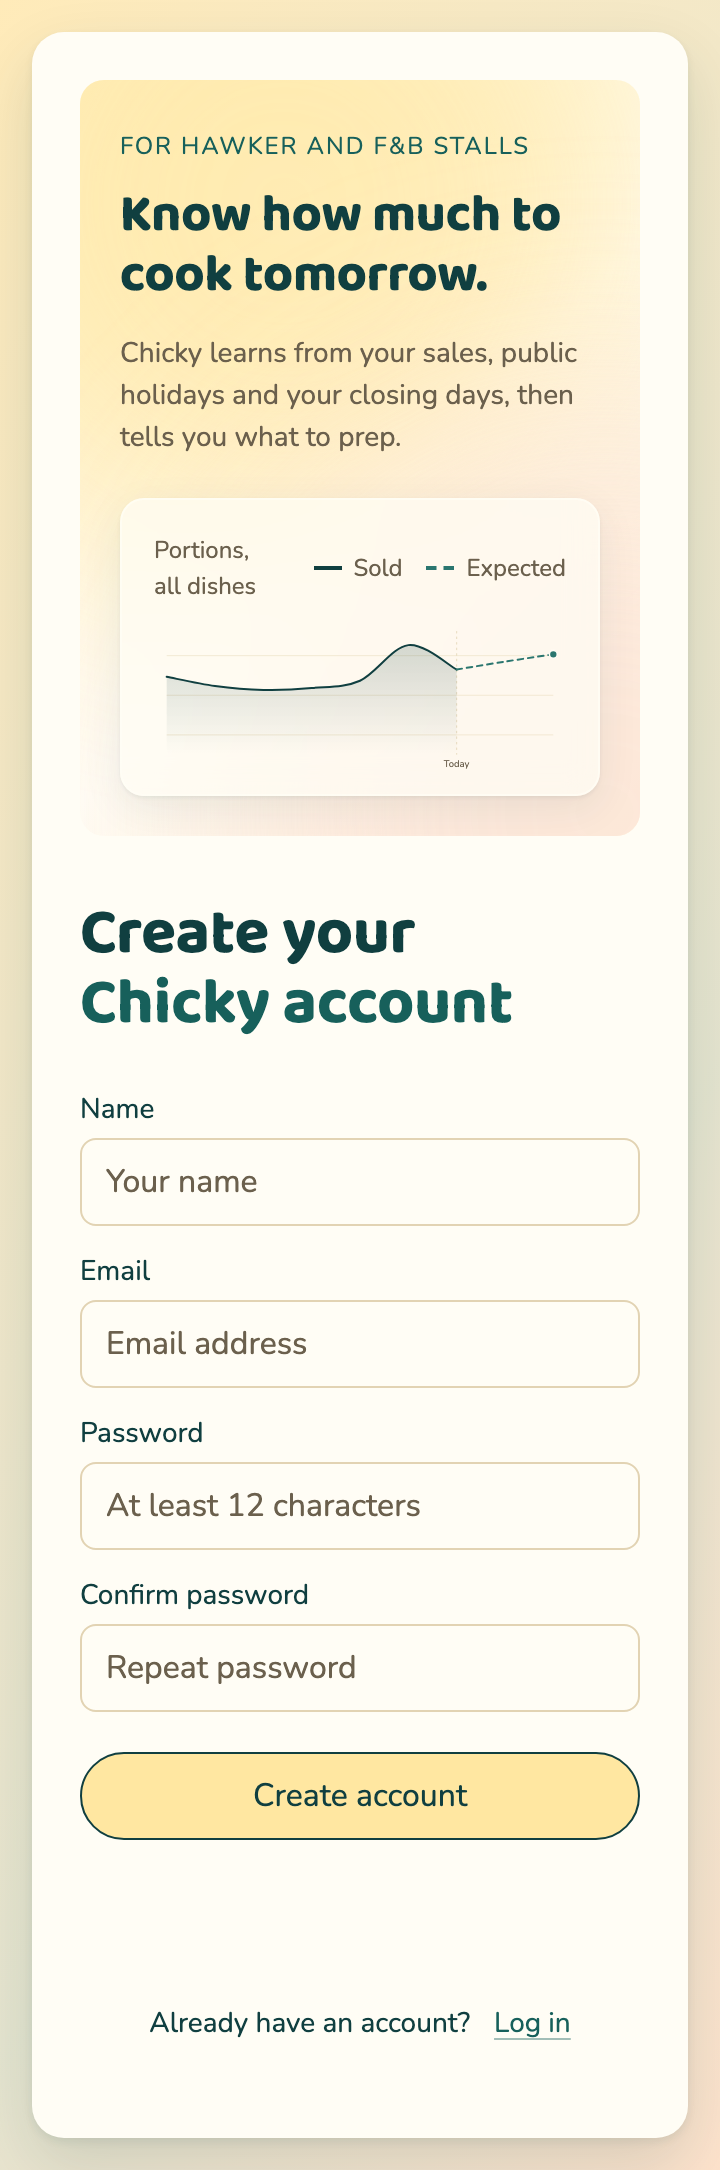 FOR HAWKER AND F&B STALLS
Know how much to
cook tomorrow.
Chicky learns from your sales, public
holidays and your closing days, then
tells you what to prep.
Portions,
all dishes
Sold
Expected
Today
Create your
Chicky account
Name
Your name
Email
Email address
Password
At least 12 characters
Confirm password
Repeat password
Create account
Already have an account? Log in